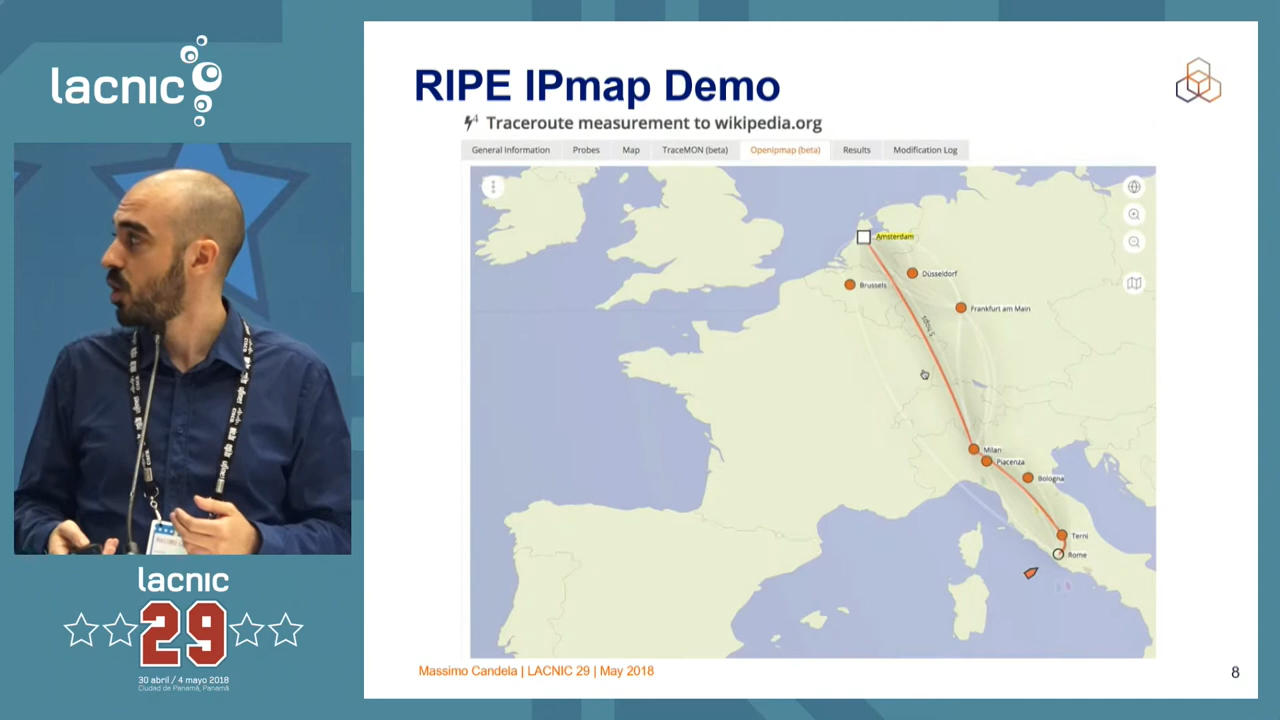 lacnic
RIPE IPmap Demo
Traceroute measurement to wikipedia.org
General Information
Probes
Map
TraceMON (beta)
Openipmap (beta)
Results
Modification Log
Amsterdam
Düsseldorf
Brussels
Frankfurt am Main
5 hops
Milan
Piacenza
Bologna
Terni
Rome
lacnic
29
30 abril / 4 mayo 2018
Ciudad de Panamá, Panamá
Massimo Candela | LACNIC 29 | May 2018
8